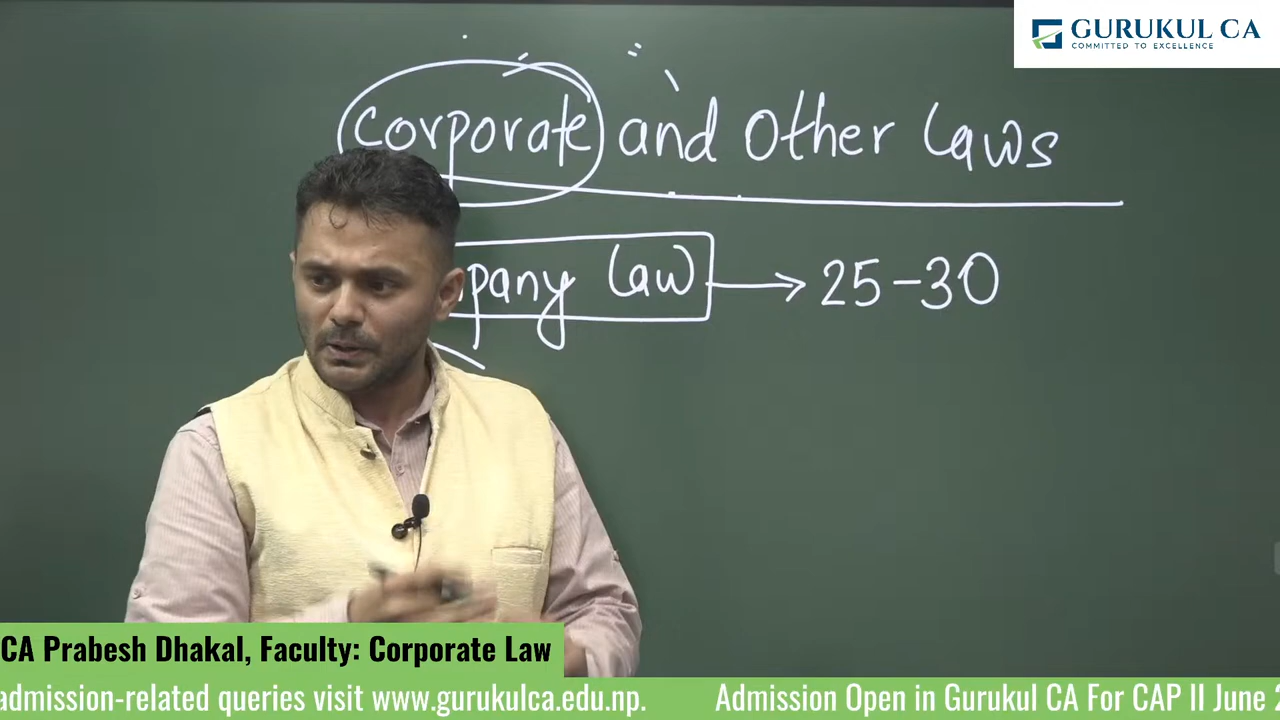 GURUKUL CA
COMMITTED TO EXCELLENCE
Corporate and Other Laws
pany Law → 25-30
CA Prabesh Dhakal, Faculty: Corporate Law
admission-related queries visit www.gurukulca.edu.np. Admission Open in Gurukul CA For CAP II June